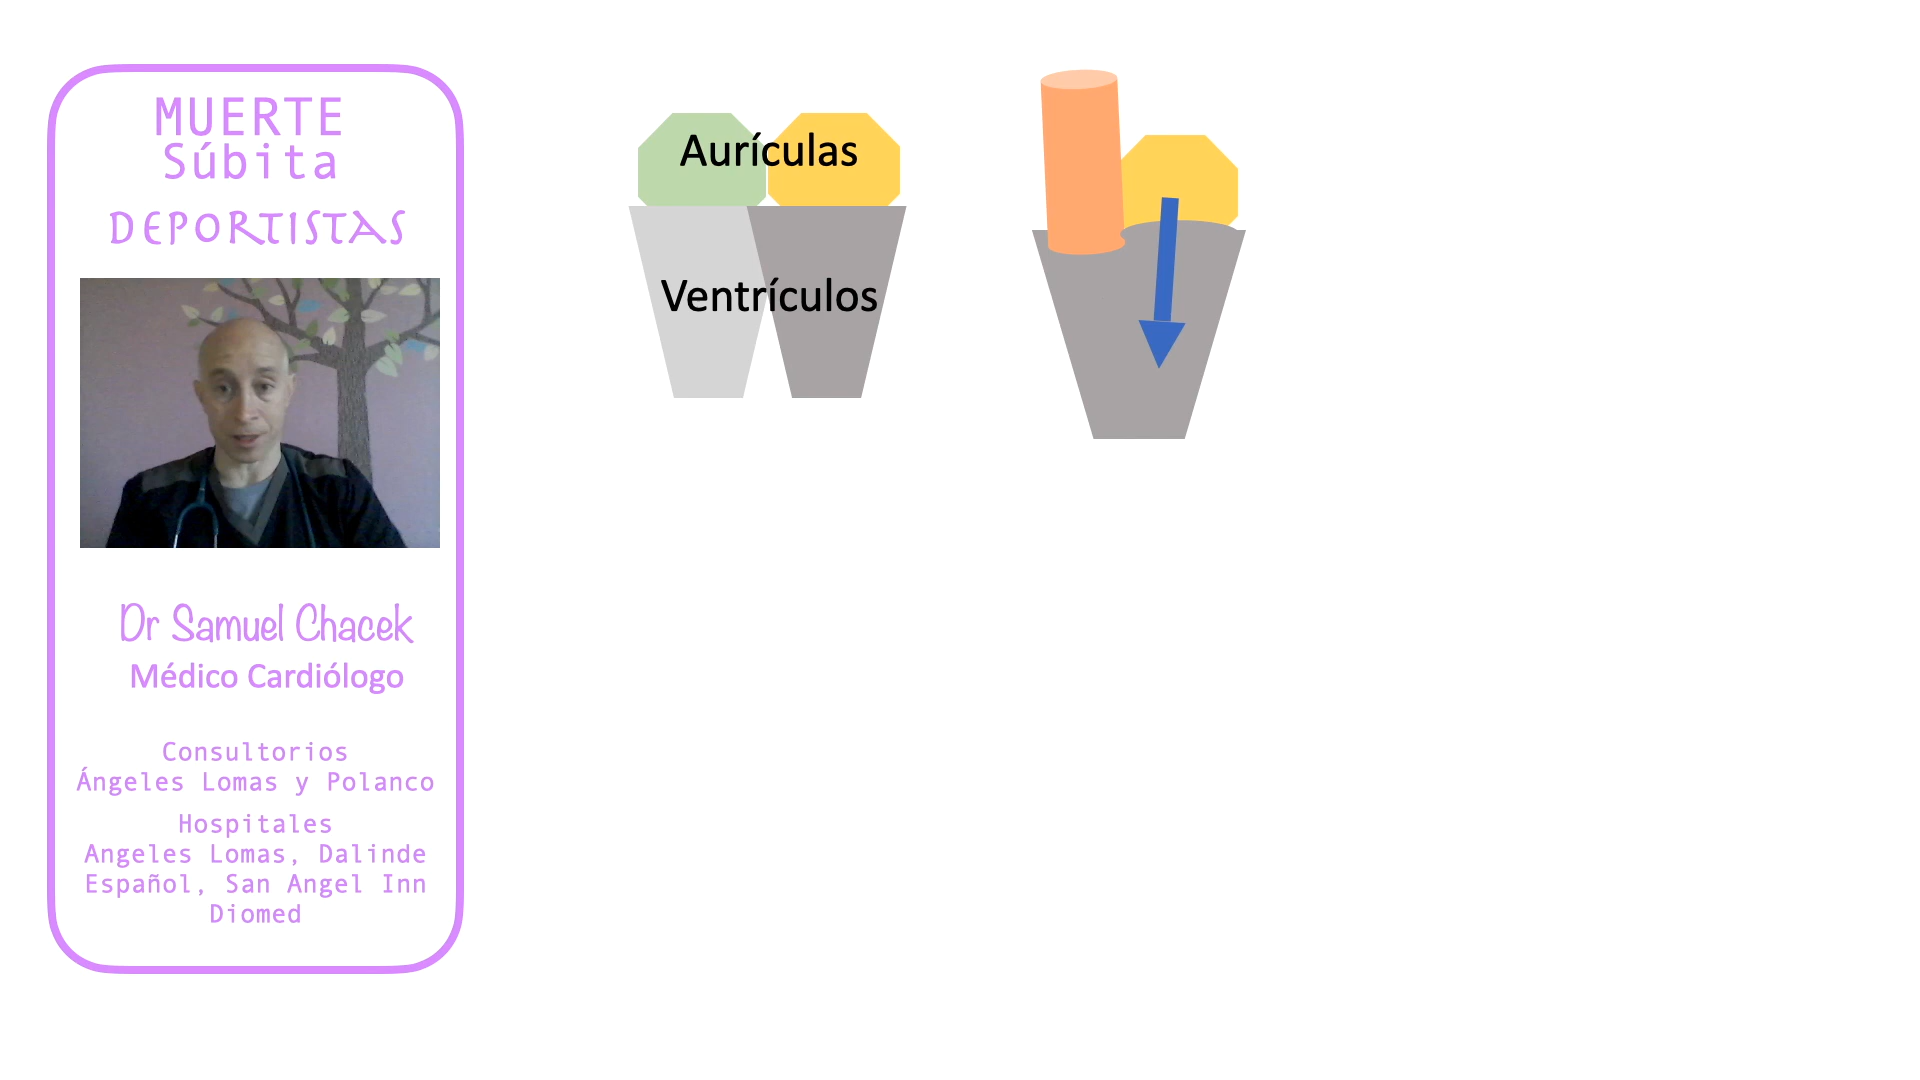 MUERTE
Súbita
DEPORTISTAS
Dr Samuel Chacek
Médico Cardiólogo
Consultorios
Ángeles Lomas y Polanco
Hospitales
Angeles Lomas, Dalinde
Español, San Angel Inn
Diomed
Aurículas
Ventrículos